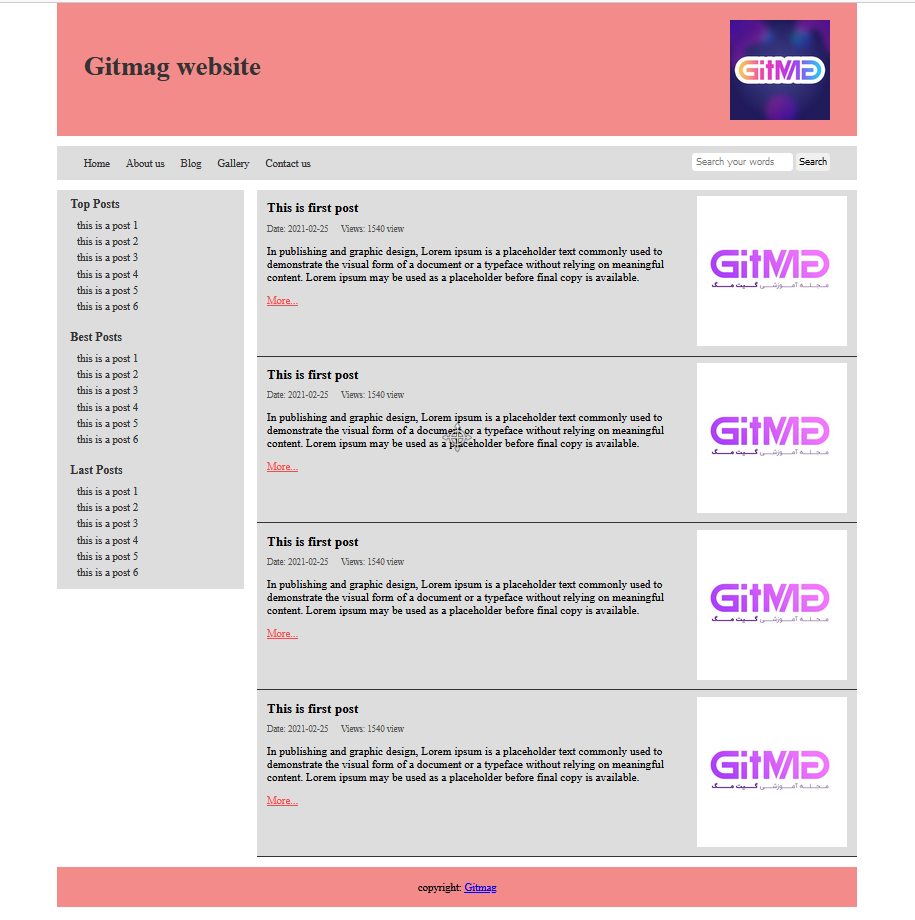 Gitmag website
GitMAG
Home About us Blog Gallery Contact us
Search your words Search
Top Posts
this is a post 1
this is a post 2
this is a post 3
this is a post 4
this is a post 5
this is a post 6
Best Posts
this is a post 1
this is a post 2
this is a post 3
this is a post 4
this is a post 5
this is a post 6
Last Posts
this is a post 1
this is a post 2
this is a post 3
this is a post 4
this is a post 5
this is a post 6
This is first post
Date: 2021-02-25 Views: 1540 view
In publishing and graphic design, Lorem ipsum is a placeholder text commonly used to
demonstrate the visual form of a document or a typeface without relying on meaningful
content. Lorem ipsum may be used as a placeholder before final copy is available.
More...
GitMAG
مجله آموزشی گیت مگ
This is first post
Date: 2021-02-25 Views: 1540 view
In publishing and graphic design, Lorem ipsum is a placeholder text commonly used to
demonstrate the visual form of a document or a typeface without relying on meaningful
content. Lorem ipsum may be used as a placeholder before final copy is available.
More...
GitMAG
مجله آموزشی گیت مگ
This is first post
Date: 2021-02-25 Views: 1540 view
In publishing and graphic design, Lorem ipsum is a placeholder text commonly used to
demonstrate the visual form of a document or a typeface without relying on meaningful
content. Lorem ipsum may be used as a placeholder before final copy is available.
More...
GitMAG
مجله آموزشی گیت مگ
This is first post
Date: 2021-02-25 Views: 1540 view
In publishing and graphic design, Lorem ipsum is a placeholder text commonly used to
demonstrate the visual form of a document or a typeface without relying on meaningful
content. Lorem ipsum may be used as a placeholder before final copy is available.
More...
GitMAG
مجله آموزشی گیت مگ
copyright: Gitmag